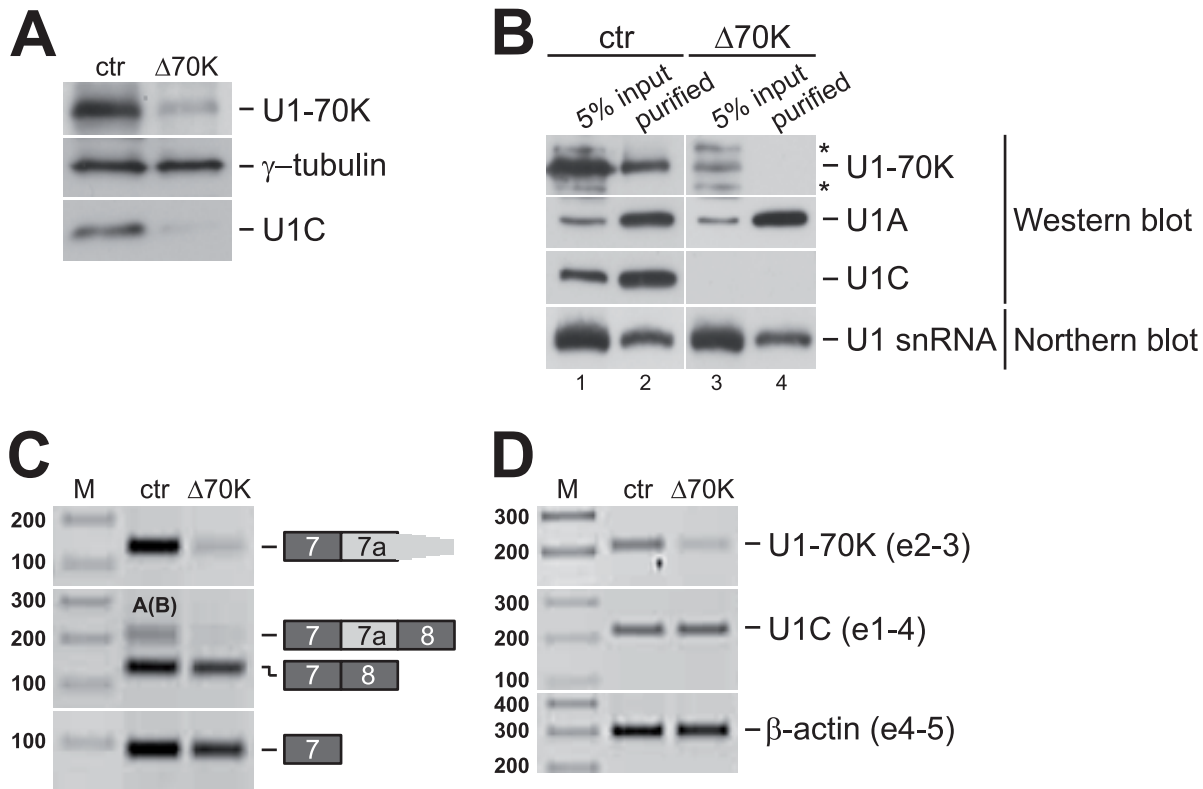 A
ctr Δ70K
U1-70K
γ–tubulin
U1C
B
ctr Δ70K
5% input purified 5% input purified
*
U1-70K
*
U1A
U1C
Western blot
U1 snRNA Northern blot
1 2 3 4
C
M ctr Δ70K
200
7 7a
100
300
A(B)
200
7 7a 8
7 8
100
100
7
D
M ctr Δ70K
300
200
U1-70K (e2-3)
300
200
U1C (e1-4)
100
400
300
β-actin (e4-5)
200